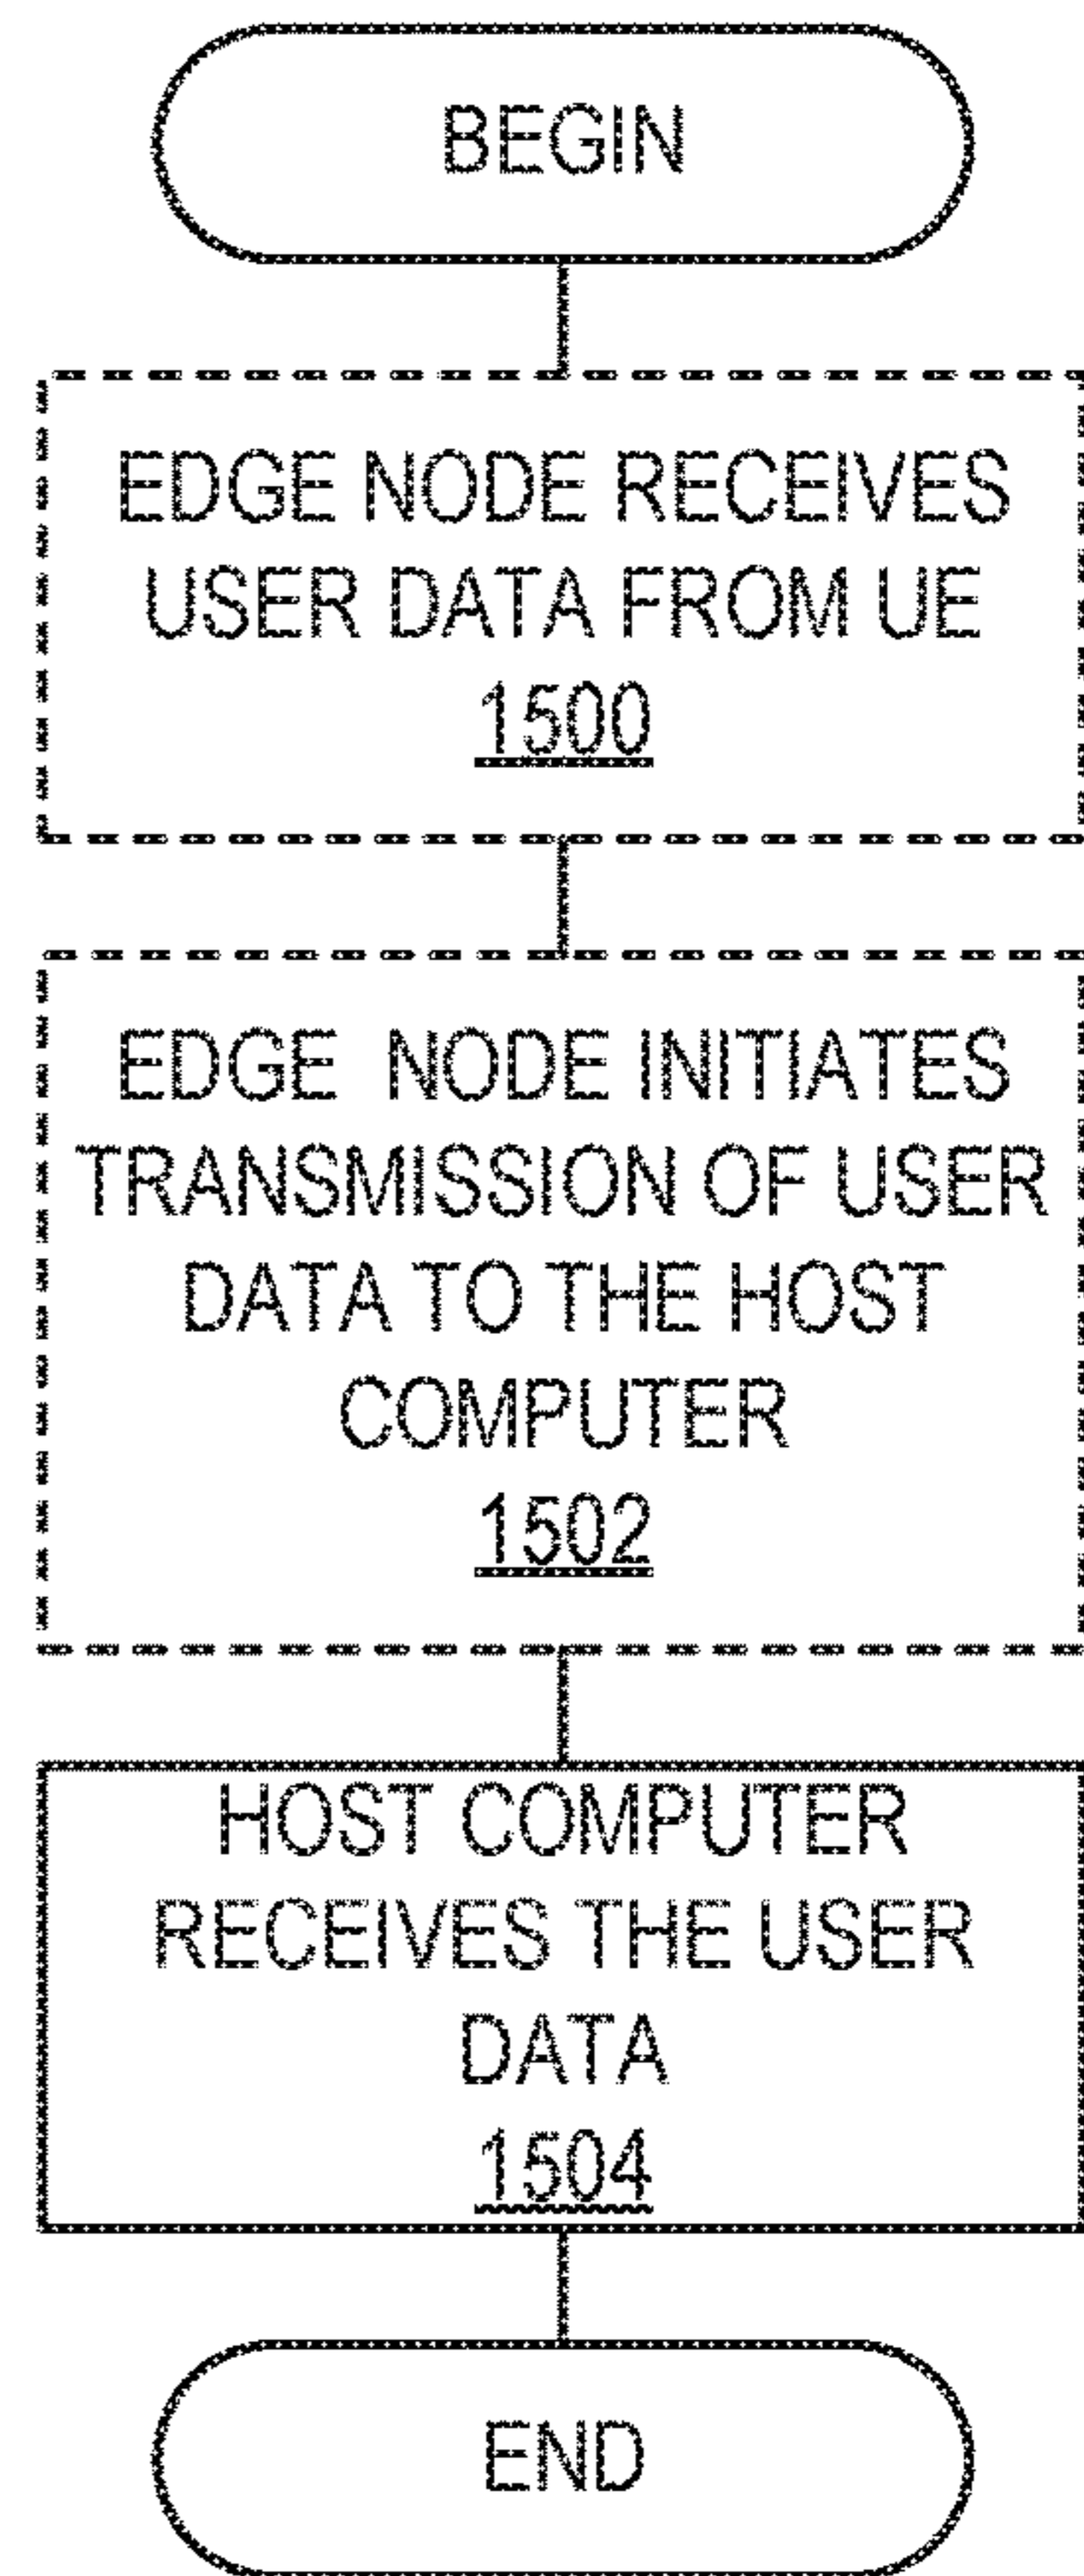 BEGIN
EDGE NODE RECEIVES
USER DATA FROM UE
1500
EDGE NODE INITIATES
TRANSMISSION OF USER
DATA TO THE HOST
COMPUTER
1502
HOST COMPUTER
RECEIVES THE USER
DATA
1504
END